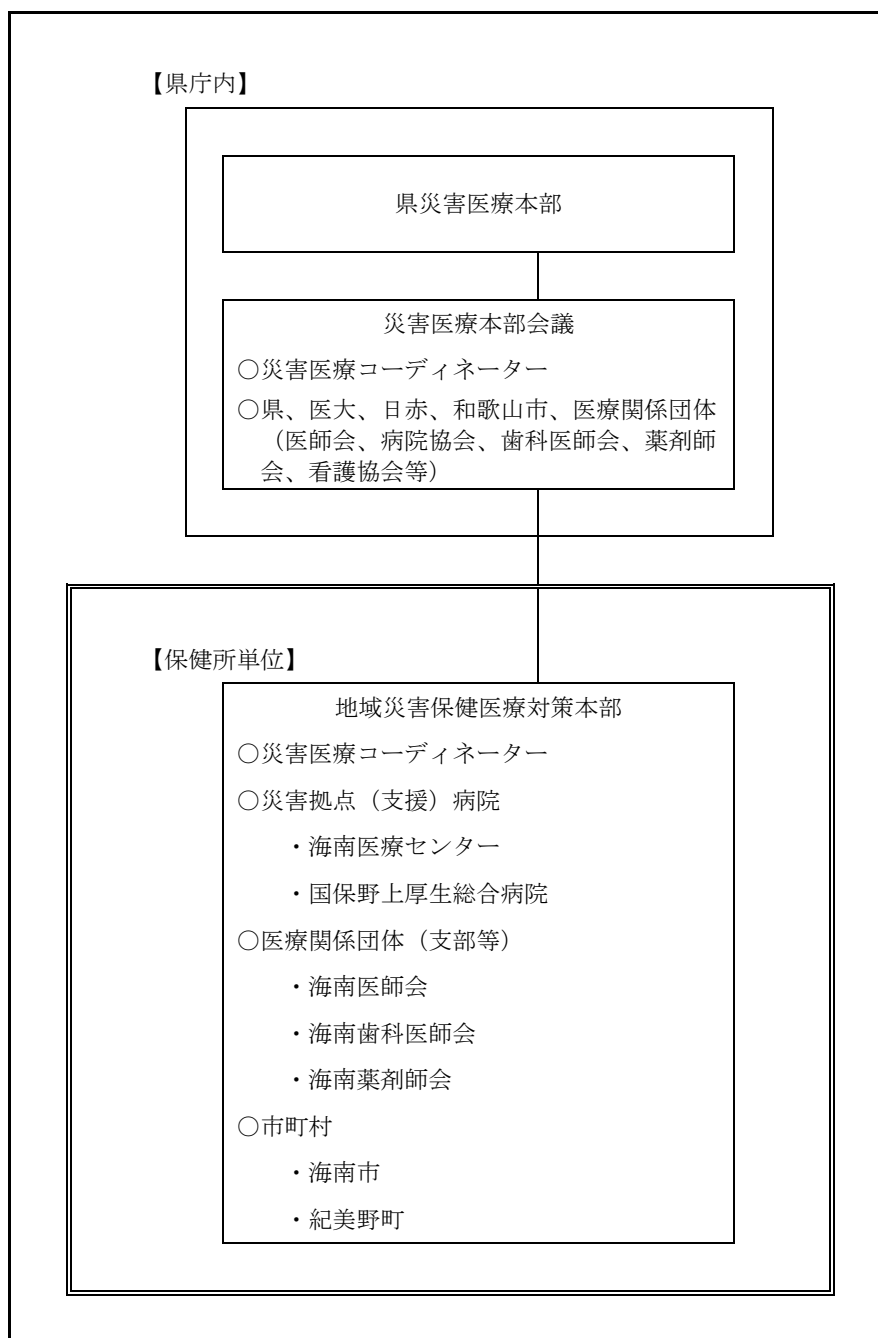 【県庁内】
県災害医療本部
災害医療本部会議
○災害医療コーディネーター
○県、医大、日赤、和歌山市、医療関係団体
（医師会、病院協会、歯科医師会、薬剤師
会、看護協会等）
【保健所単位】
地域災害保健医療対策本部
○災害医療コーディネーター
○災害拠点（支援）病院
・海南医療センター
・国保野上厚生総合病院
○医療関係団体（支部等）
・海南医師会
・海南歯科医師会
・海南薬剤師会
○市町村
・海南市
・紀美野町